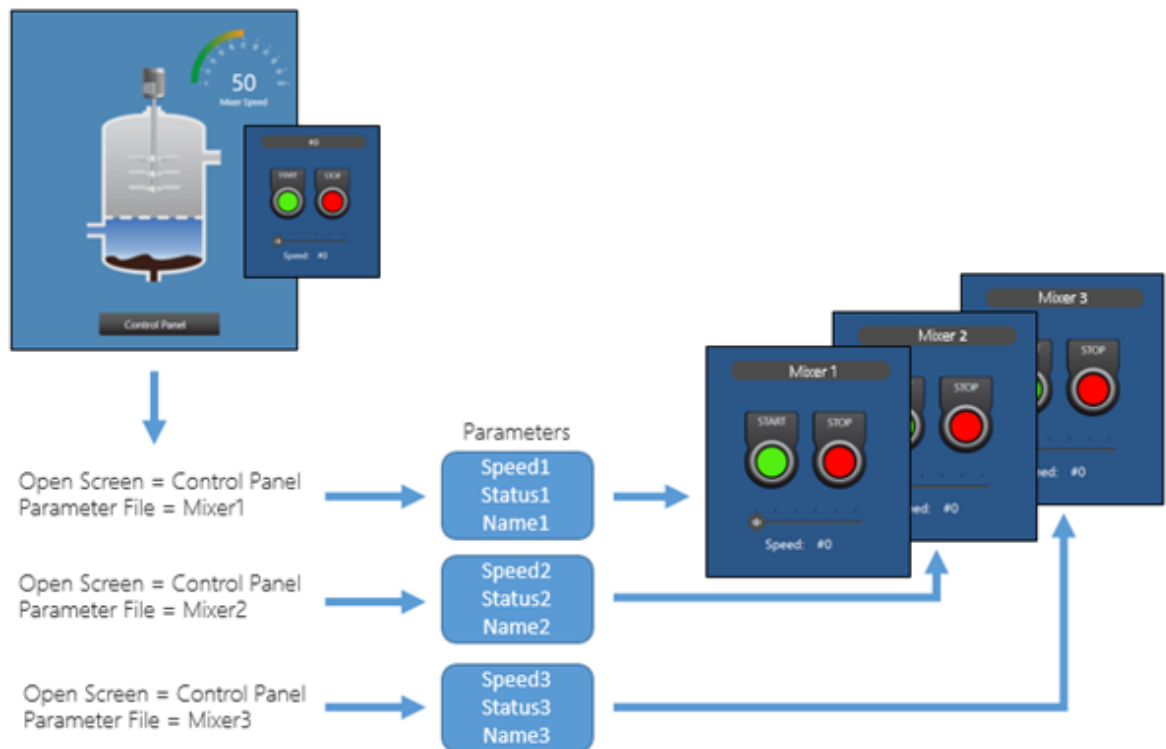 50
Mixer Speed
#0
START STOP
Speed: #0
Control Panel
Parameters
Open Screen = Control Panel
Parameter File = Mixer1
Speed1
Status1
Name1
Open Screen = Control Panel
Parameter File = Mixer2
Speed2
Status2
Name2
Open Screen = Control Panel
Parameter File = Mixer3
Speed3
Status3
Name3
Mixer 1
START STOP
Speed: #0
Mixer 2
STOP
eed: #0
Mixer 3
STOP
eed: #0